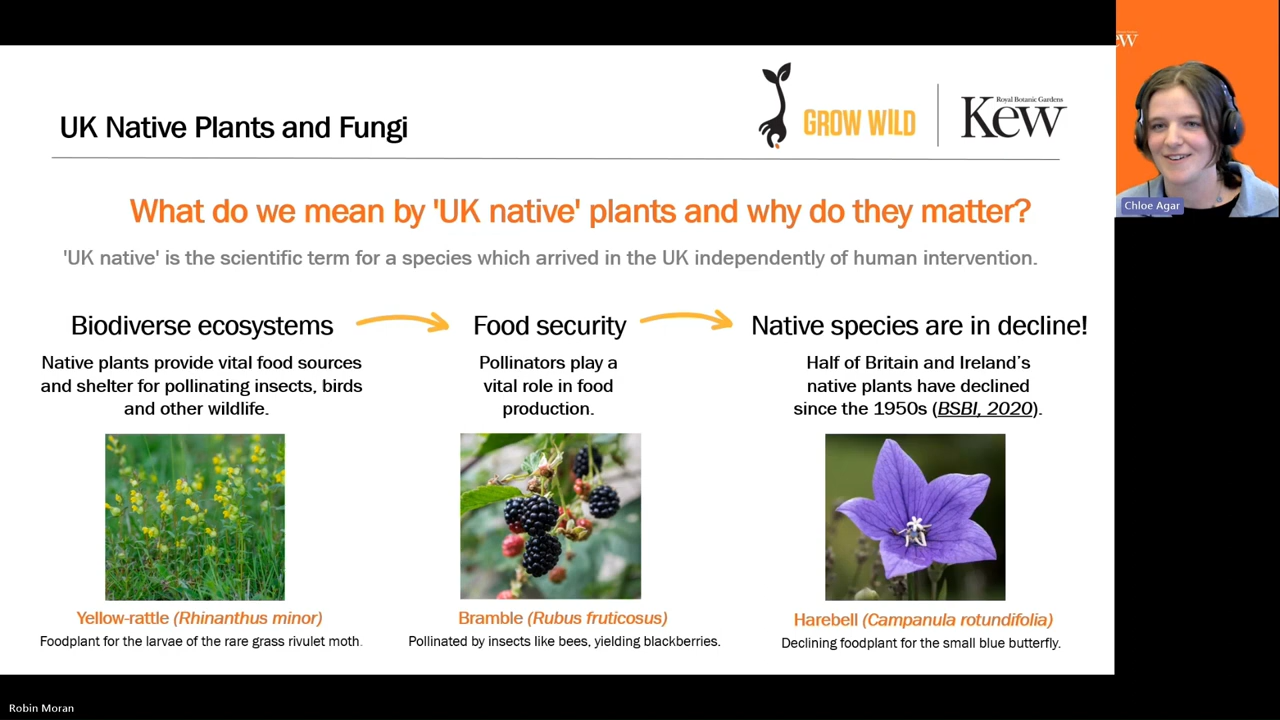 UK Native Plants and Fungi
GROW WILD
Royal Botanic Gardens
Kew
ew
Chloe Agar
What do we mean by 'UK native' plants and why do they matter?
'UK native' is the scientific term for a species which arrived in the UK independently of human intervention.
Biodiverse ecosystems
Native plants provide vital food sources
and shelter for pollinating insects, birds
and other wildlife.
Yellow-rattle (Rhinanthus minor)
Foodplant for the larvae of the rare grass rivulet moth.
Food security
Pollinators play a
vital role in food
production.
Bramble (Rubus fruticosus)
Pollinated by insects like bees, yielding blackberries.
Native species are in decline!
Half of Britain and Ireland's
native plants have declined
since the 1950s (BSBI, 2020).
Harebell (Campanula rotundifolia)
Declining foodplant for the small blue butterfly.
Robin Moran